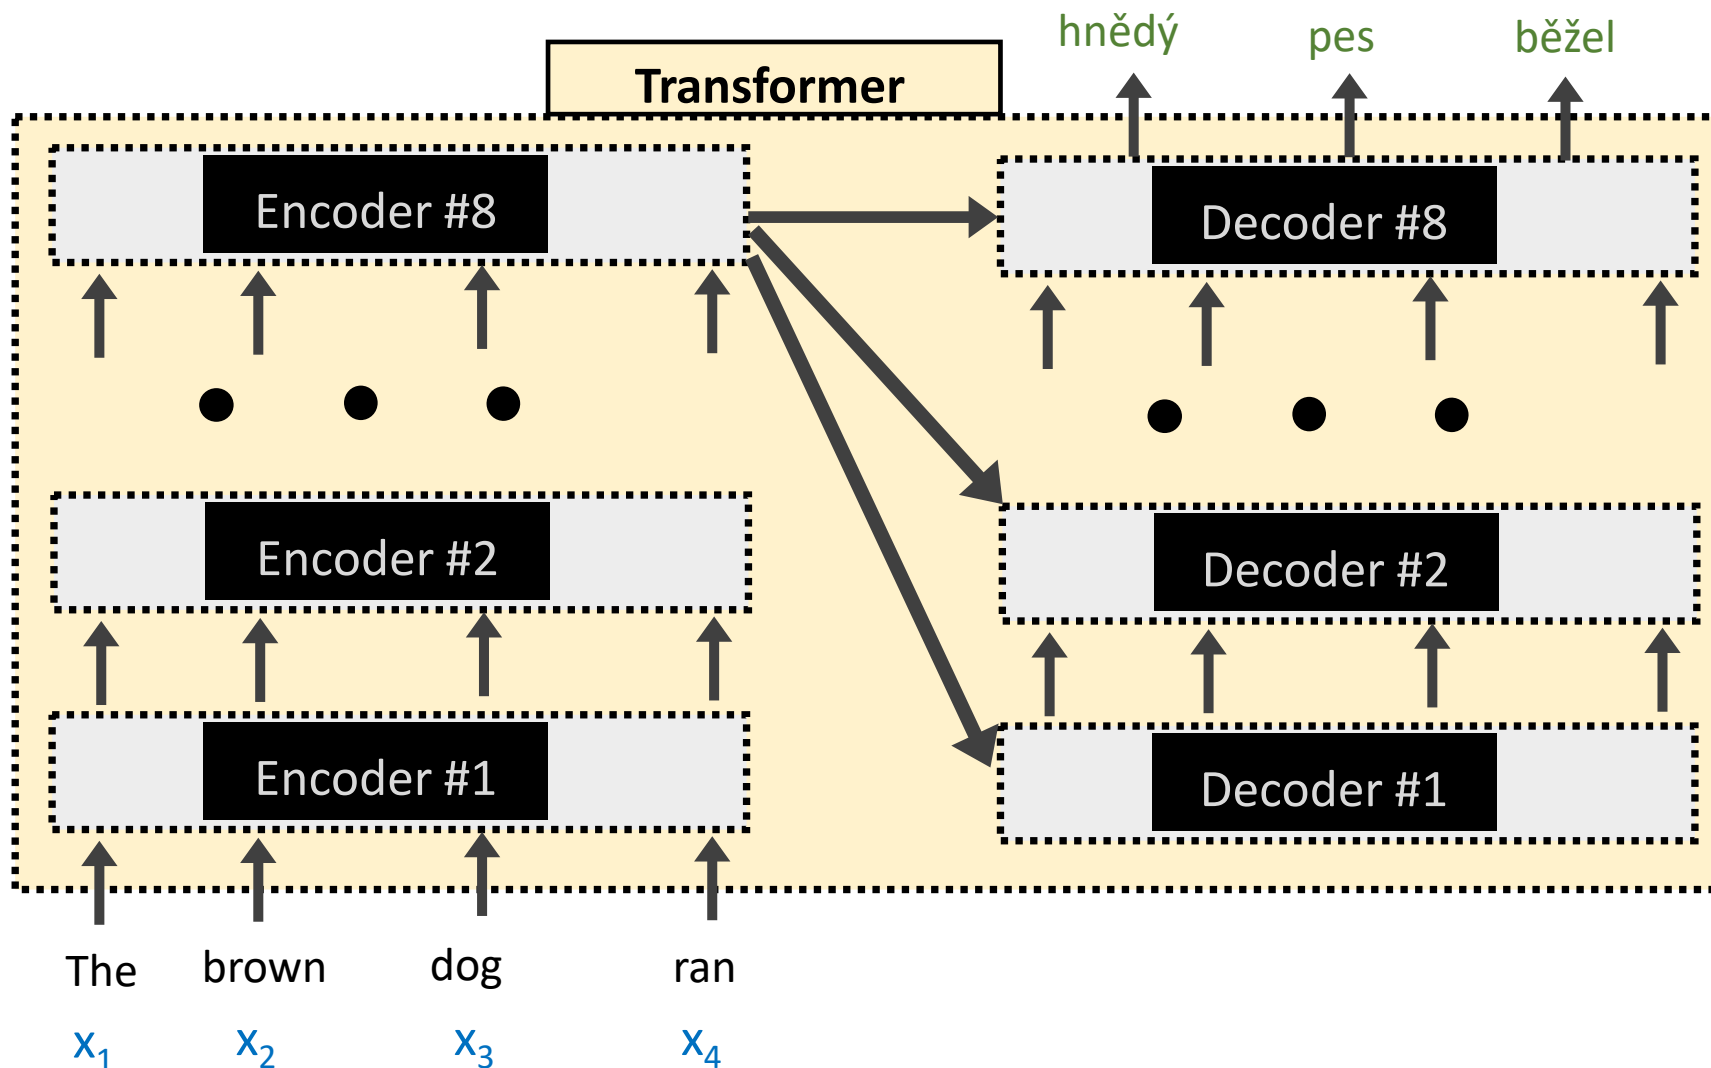 hnědý pes běžel
Transformer
Encoder #8
Decoder #8
Encoder #2
Decoder #2
Encoder #1
Decoder #1
The brown dog ran
x₁ x₂ x₃ x₄